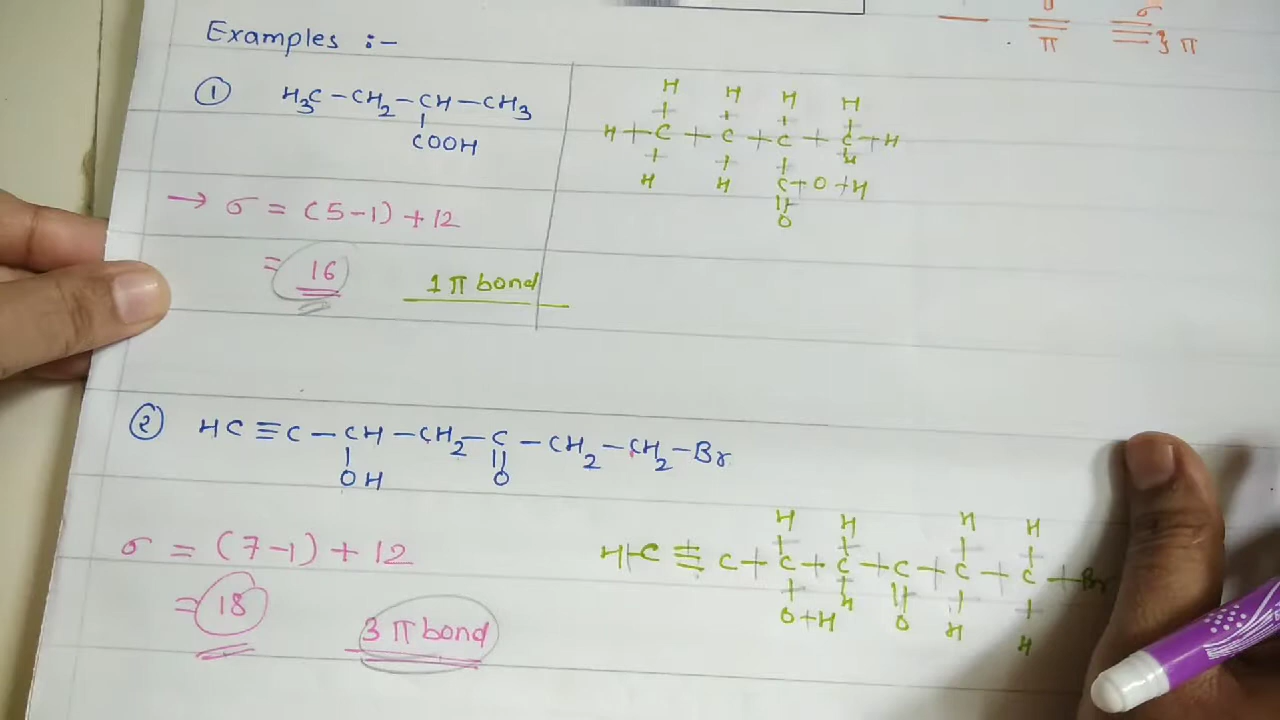 σ
π 3 π
Examples :-
① H₃C-CH₂-CH-CH₃
COOH
→ σ = (5-1) + 12
= 16
1 π bond
H H H H
H C C C C H
H H C O H H
O
② HC≡C-CH-CH₂-C-CH₂-CH₂-Br
OH O
σ = (7-1) + 12
= 18
3 π bond
H H H H
H C ≡ C C C C C C Br
O H H O H H